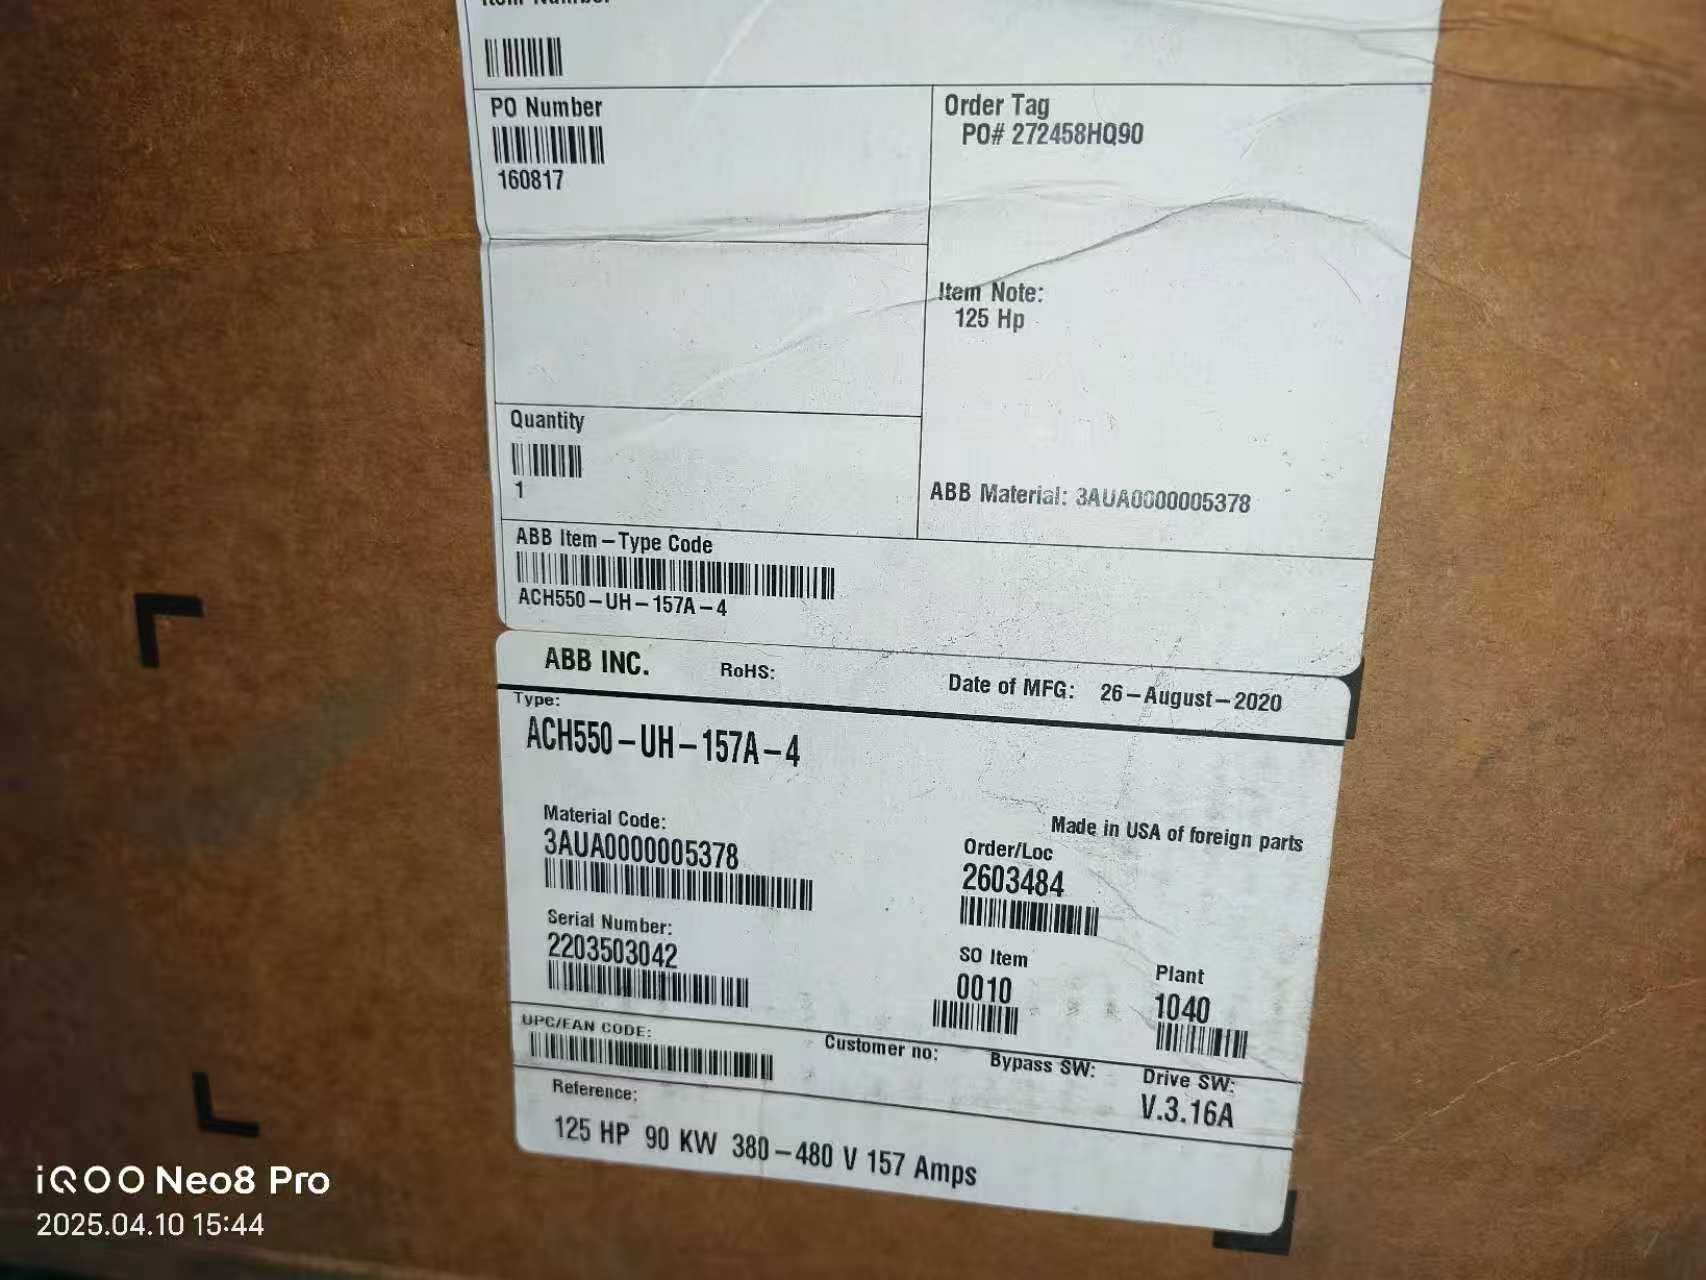 Item Number
PO Number
160817
Order Tag
PO# 272458HQ90
Item Note:
125 Hp
Quantity
1
ABB Material: 3AUA0000005378
ABB Item-Type Code
ACH550-UH-157A-4
ABB INC.
RoHS:
Date of MFG: 26-August-2020
Type:
ACH550-UH-157A-4
Material Code:
3AUA0000005378
Made in USA of foreign parts
Order/Loc
2603484
Serial Number:
2203503042
SO Item
0010
Plant
1040
UPC/EAN CODE:
Customer no:
Bypass SW:
Drive SW:
V.3.16A
Reference:
125 HP 90 KW 380-480 V 157 Amps
iQOO Neo8 Pro
2025.04.10 15:44